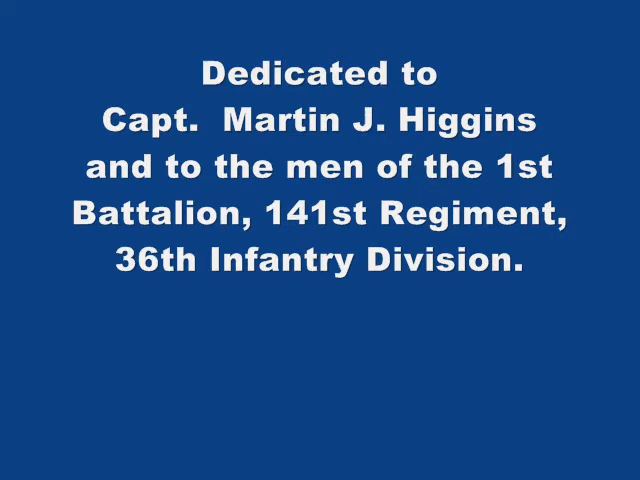 Dedicated to
Capt.  Martin J. Higgins
and to the men of the 1st
Battalion, 141st Regiment,
36th Infantry Division.